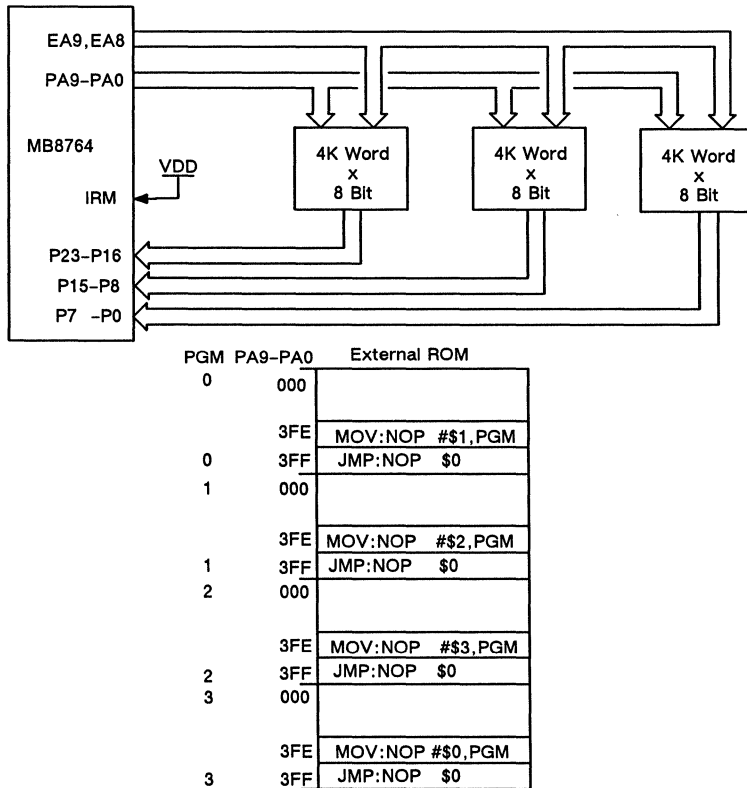 EA9,EA8
PA9-PA0
MB8764
VDD
IRM
P23-P16
P15-P8
P7 -P0
4K Word
x
8 Bit
4K Word
x
8 Bit
4K Word
x
8 Bit
PGM PA9-PA0 External ROM
0 000
3FE MOV:NOP #$1,PGM
0 3FF JMP:NOP $0
1 000
3FE MOV:NOP #$2,PGM
1 3FF JMP:NOP $0
2 000
3FE MOV:NOP #$3,PGM
2 3FF JMP:NOP $0
3 000
3FE MOV:NOP #$0,PGM
3 3FF JMP:NOP $0